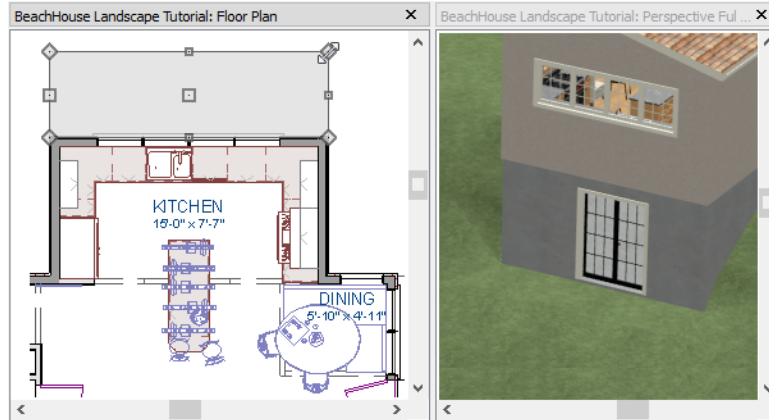 BeachHouse Landscape Tutorial: Floor Plan
BeachHouse Landscape Tutorial: Perspective Ful ...
KITCHEN
15'-0" x 7'-7"
DINING
5'-10" x 4'-11"